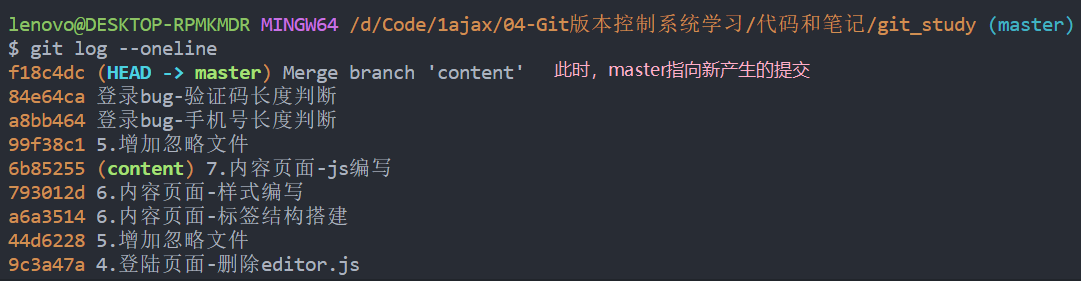 lenovo@DESKTOP-RPMKMDR MINGW64 /d/Code/1ajax/04-Git版本控制系统学习/代码和笔记/git_study (master)
$ git log --oneline
f18c4dc (HEAD -> master) Merge branch 'content' 此时，master指向新产生的提交
84e64ca 登录bug-验证码长度判断
a8bb464 登录bug-手机号长度判断
99f38c1 5.增加忽略文件
6b85255 (content) 7.内容页面-js编写
793012d 6.内容页面-样式编写
a6a3514 6.内容页面-标签结构搭建
44d6228 5.增加忽略文件
9c3a47a 4.登陆页面-删除editor.js